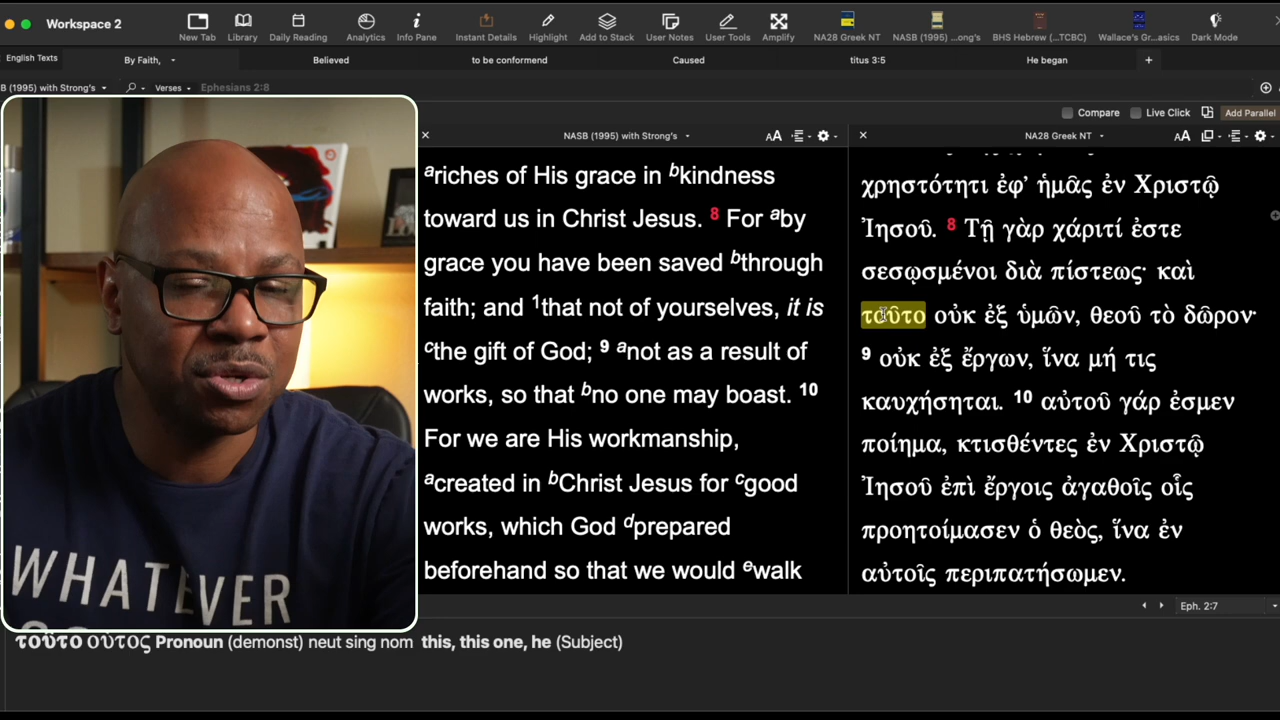 Workspace 2
New Tab
Library
Daily Reading
Analytics
Info Pane
Instant Details
Highlight
Add to Stack
User Notes
User Tools
Amplify
NA28 Greek NT
NASB (1995) ...ong's
BHS Hebrew (...TCBC)
Wallace's Gr...asics
Dark Mode
English Texts
By Faith,
Believed
to be conformend
Caused
titus 3:5
He began
+
B (1995) with Strong's
Verses
Ephesians 2:8
Compare
Live Click
Add Parallel
NASB (1995) with Strong's
AA
ariches of His grace in bkindness
toward us in Christ Jesus. 8 For aby
grace you have been saved bthrough
faith; and 1that not of yourselves, it is
cthe gift of God; 9 anot as a result of
works, so that bno one may boast. 10
For we are His workmanship,
acreated in bChrist Jesus for cgood
works, which God dprepared
beforehand so that we would ewalk
NA28 Greek NT
AA
χρηστότητι ἐφ’ ἡμᾶς ἐν Χριστῷ
Ἰησοῦ. 8 Τῇ γὰρ χάριτί ἐστε
σεσῳσμένοι διὰ πίστεως· καὶ
τοῦτο οὐκ ἐξ ὑμῶν, θεοῦ τὸ δῶρον·
9 οὐκ ἐξ ἔργων, ἵνα μή τις
καυχήσηται. 10 αὐτοῦ γάρ ἐσμεν
ποίημα, κτισθέντες ἐν Χριστῷ
Ἰησοῦ ἐπὶ ἔργοις ἀγαθοῖς οἷς
προητοίμασεν ὁ θεὸς, ἵνα ἐν
αὐτοῖς περιπατήσωμεν.
Eph. 2:7
WHATEVER
τοῦτο οὗτος Pronoun (demonst) neut sing nom this, this one, he (Subject)